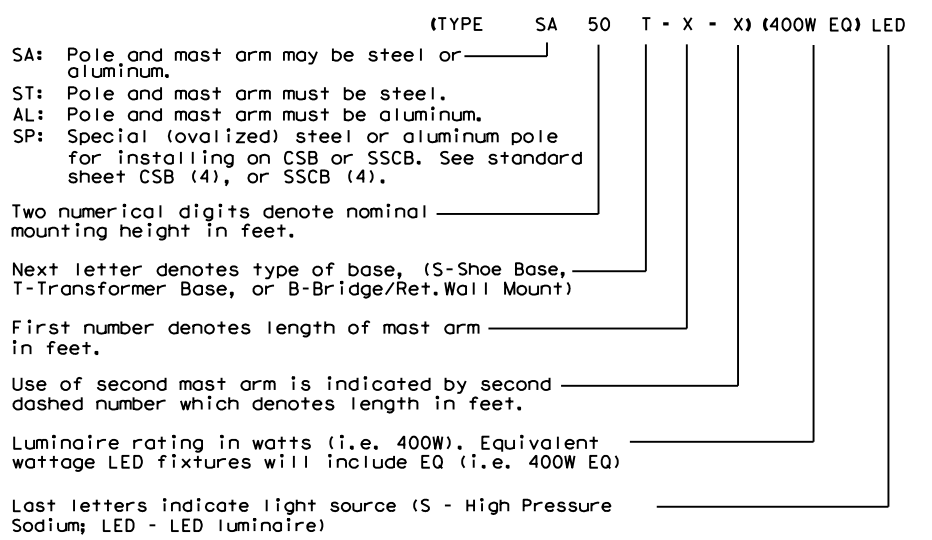 (TYPE SA 50 T - X - X) (400W EQ) LED
SA: Pole and mast arm may be steel or
aluminum.
ST: Pole and mast arm must be steel.
AL: Pole and mast arm must be aluminum.
SP: Special (ovalized) steel or aluminum pole
for installing on CSB or SSCB. See standard
sheet CSB (4), or SSCB (4).
Two numerical digits denote nominal
mounting height in feet.
Next letter denotes type of base, (S-Shoe Base,
T-Transformer Base, or B-Bridge/Ret.Wall Mount)
First number denotes length of mast arm
in feet.
Use of second mast arm is indicated by second
dashed number which denotes length in feet.
Luminaire rating in watts (i.e. 400W). Equivalent
wattage LED fixtures will include EQ (i.e. 400W EQ)
Last letters indicate light source (S - High Pressure
Sodium; LED - LED luminaire)